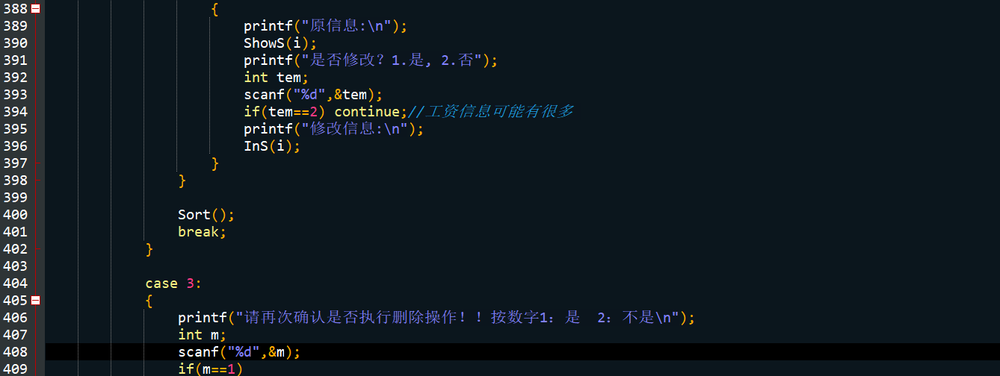 388 {
389 printf("原信息:\n");
390 ShowS(i);
391 printf("是否修改？1.是, 2.否");
392 int tem;
393 scanf("%d",&tem);
394 if(tem==2) continue;//工资信息可能有很多
395 printf("修改信息:\n");
396 InS(i);
397 }
398 }
399
400 Sort();
401 break;
402 }
403
404 case 3:
405 {
406 printf("请再次确认是否执行删除操作！！按数字1：是  2：不是\n");
407 int m;
408 scanf("%d",&m);
409 if(m==1)